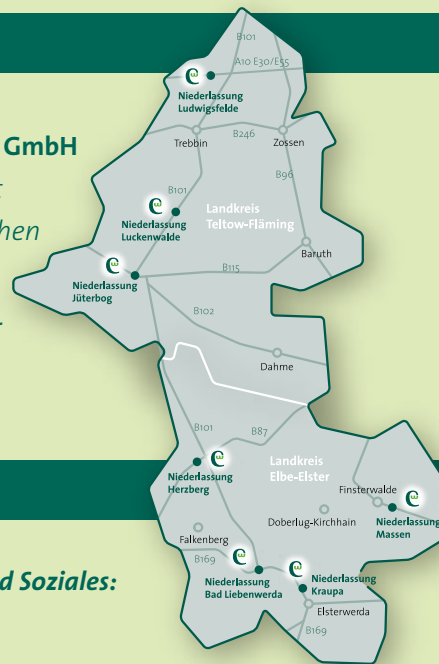 GmbH
hen
d Soziales:
B101
A10 E30/E55
Niederlassung
Ludwigsfelde
Trebbin
B246
Zossen
B101
B96
Niederlassung
Luckenwalde
Landkreis
Teltow-Fläming
Baruth
Niederlassung
Jüterbog
B115
B102
Dahme
B101
B87
Niederlassung
Herzberg
Landkreis
Elbe-Elster
Finsterwalde
Doberlug-Kirchhain
Niederlassung
Massen
Falkenberg
B169
Niederlassung
Bad Liebenwerda
Niederlassung
Kraupa
Elsterwerda
B169